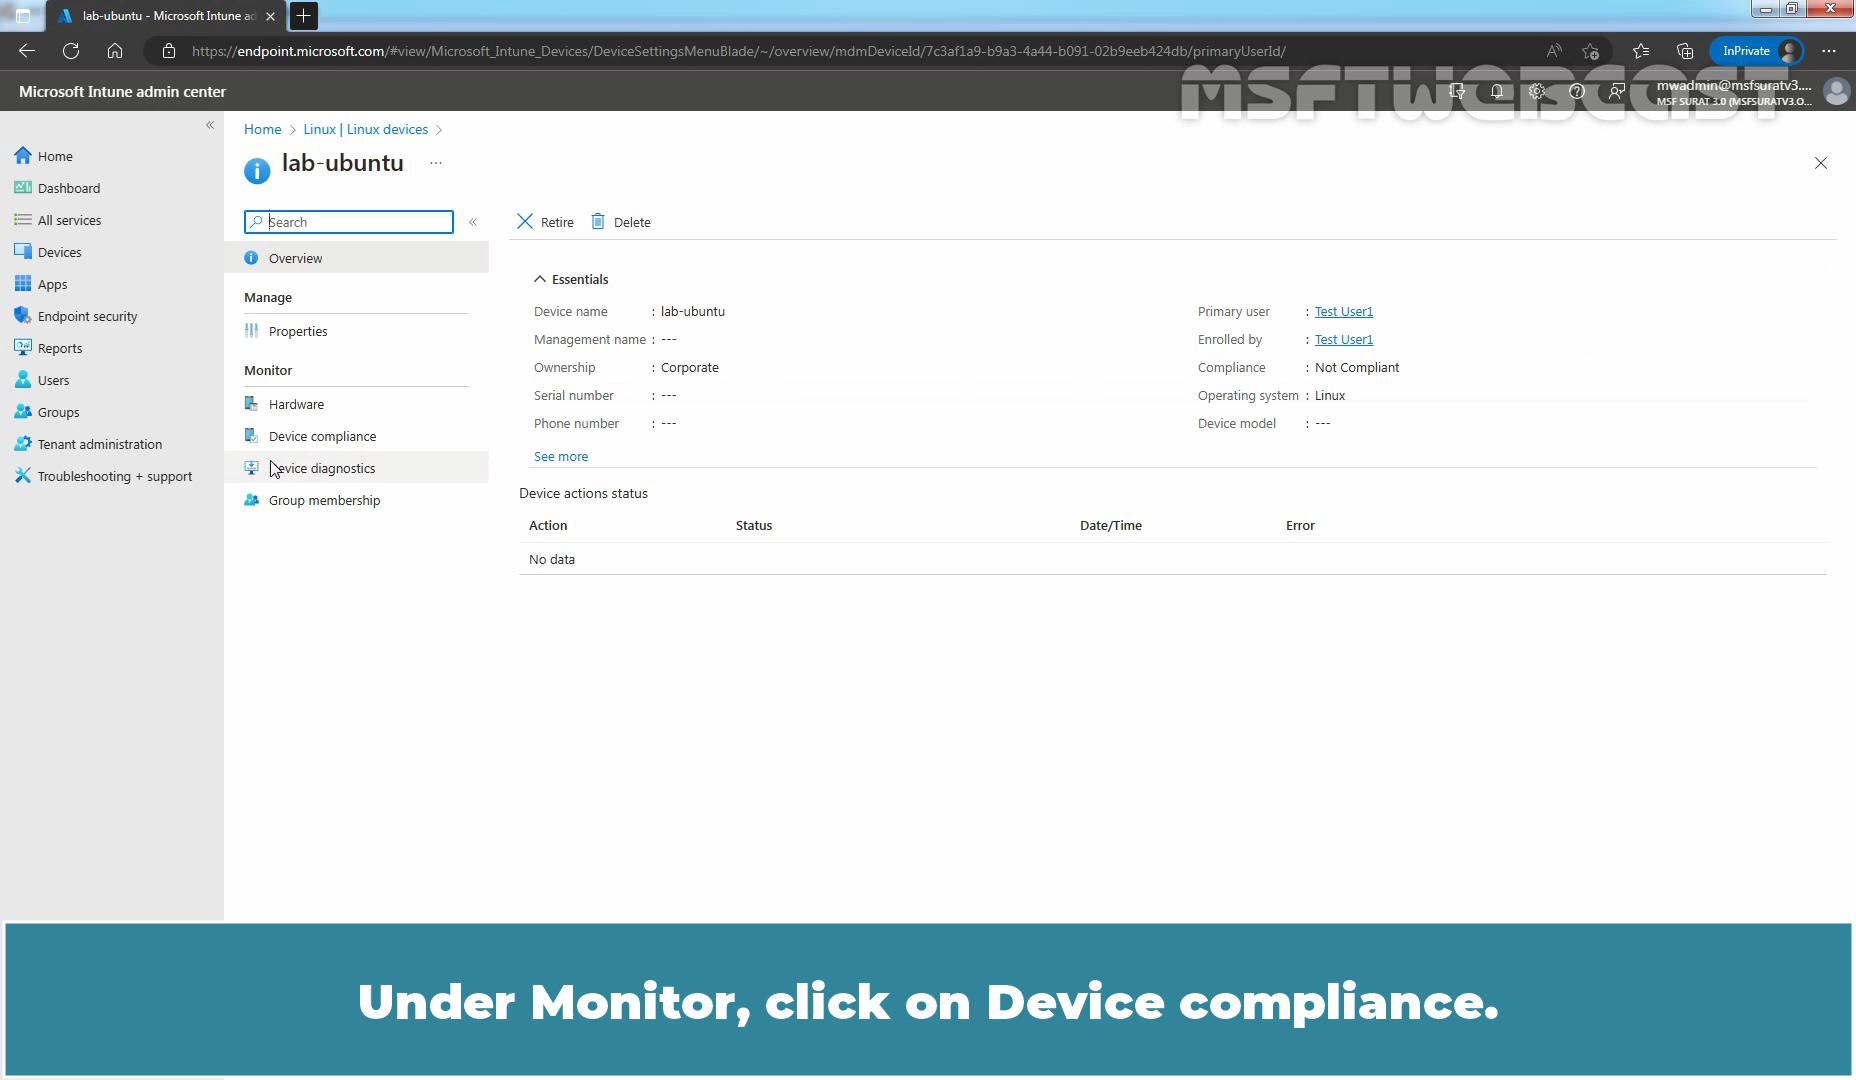 lab-ubuntu - Microsoft Intune ad
https://endpoint.microsoft.com/#view/Microsoft_Intune_Devices/DeviceSettingsMenuBlade/~/overview/mdmDeviceId/7c3af1a9-b9a3-4a44-b091-02b9eeb424db/primaryUserId/
InPrivate
MSFTWEBCAST
Microsoft Intune admin center
mwadmin@msfsuratv3....
MSF SURAT 3.0 (MSFSURATV3.O...
Home > Linux | Linux devices >
lab-ubuntu ...
Home
Dashboard
All services
Devices
Apps
Endpoint security
Reports
Users
Groups
Tenant administration
Troubleshooting + support
Search
Overview
Manage
Properties
Monitor
Hardware
Device compliance
Device diagnostics
Group membership
Retire Delete
Essentials
Device name : lab-ubuntu
Management name : ---
Ownership : Corporate
Serial number : ---
Phone number : ---
See more
Primary user : Test User1
Enrolled by : Test User1
Compliance : Not Compliant
Operating system : Linux
Device model : ---
Device actions status
Action Status Date/Time Error
No data
Under Monitor, click on Device compliance.